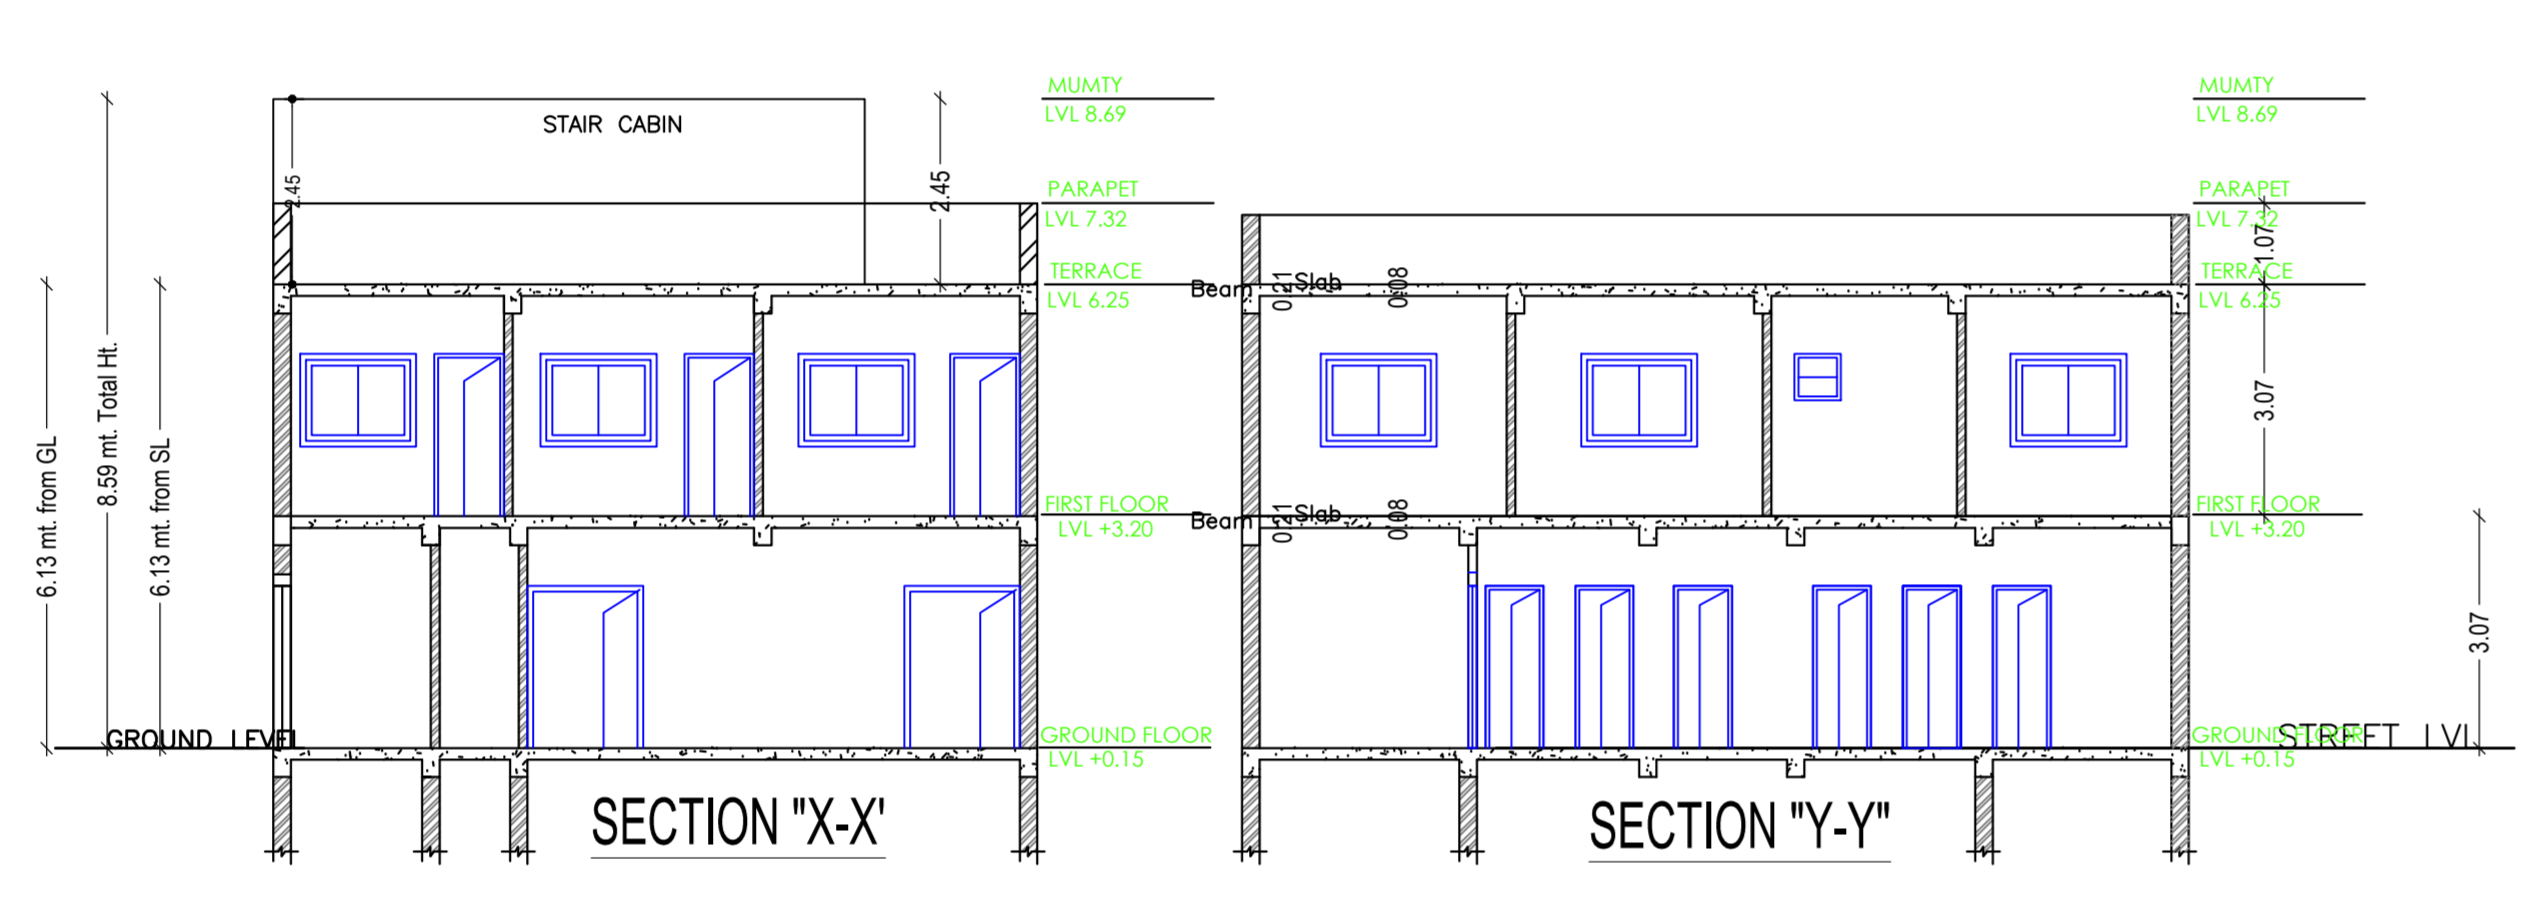 MUMTY
LVL 8.69
MUMTY
LVL 8.69
STAIR CABIN
2.45
2.45
PARAPET
LVL 7.32
PARAPET
LVL 7.32
1.07
TERRACE
LVL 6.25
Beam
0.21
Slab
0.08
TERRACE
LVL 6.25
6.13 mt. from GL
8.59 mt. Total Ht.
6.13 mt. from SL
3.07
FIRST FLOOR
LVL +3.20
Beam
0.21
Slab
0.08
FIRST FLOOR
LVL +3.20
3.07
GROUND LEVEL
GROUND FLOOR
LVL +0.15
GROUND FLOOR
STREET LVL
LVL +0.15
SECTION "X-X'
SECTION "Y-Y"